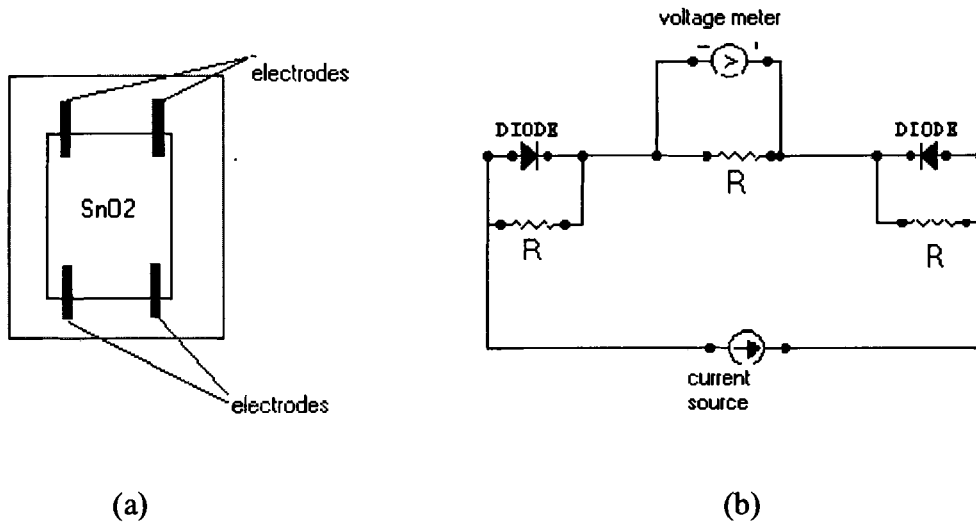 voltage meter
electrodes
- V +
DIODE
DIODE
SnO2
R
R
R
current
source
electrodes
(a)
(b)